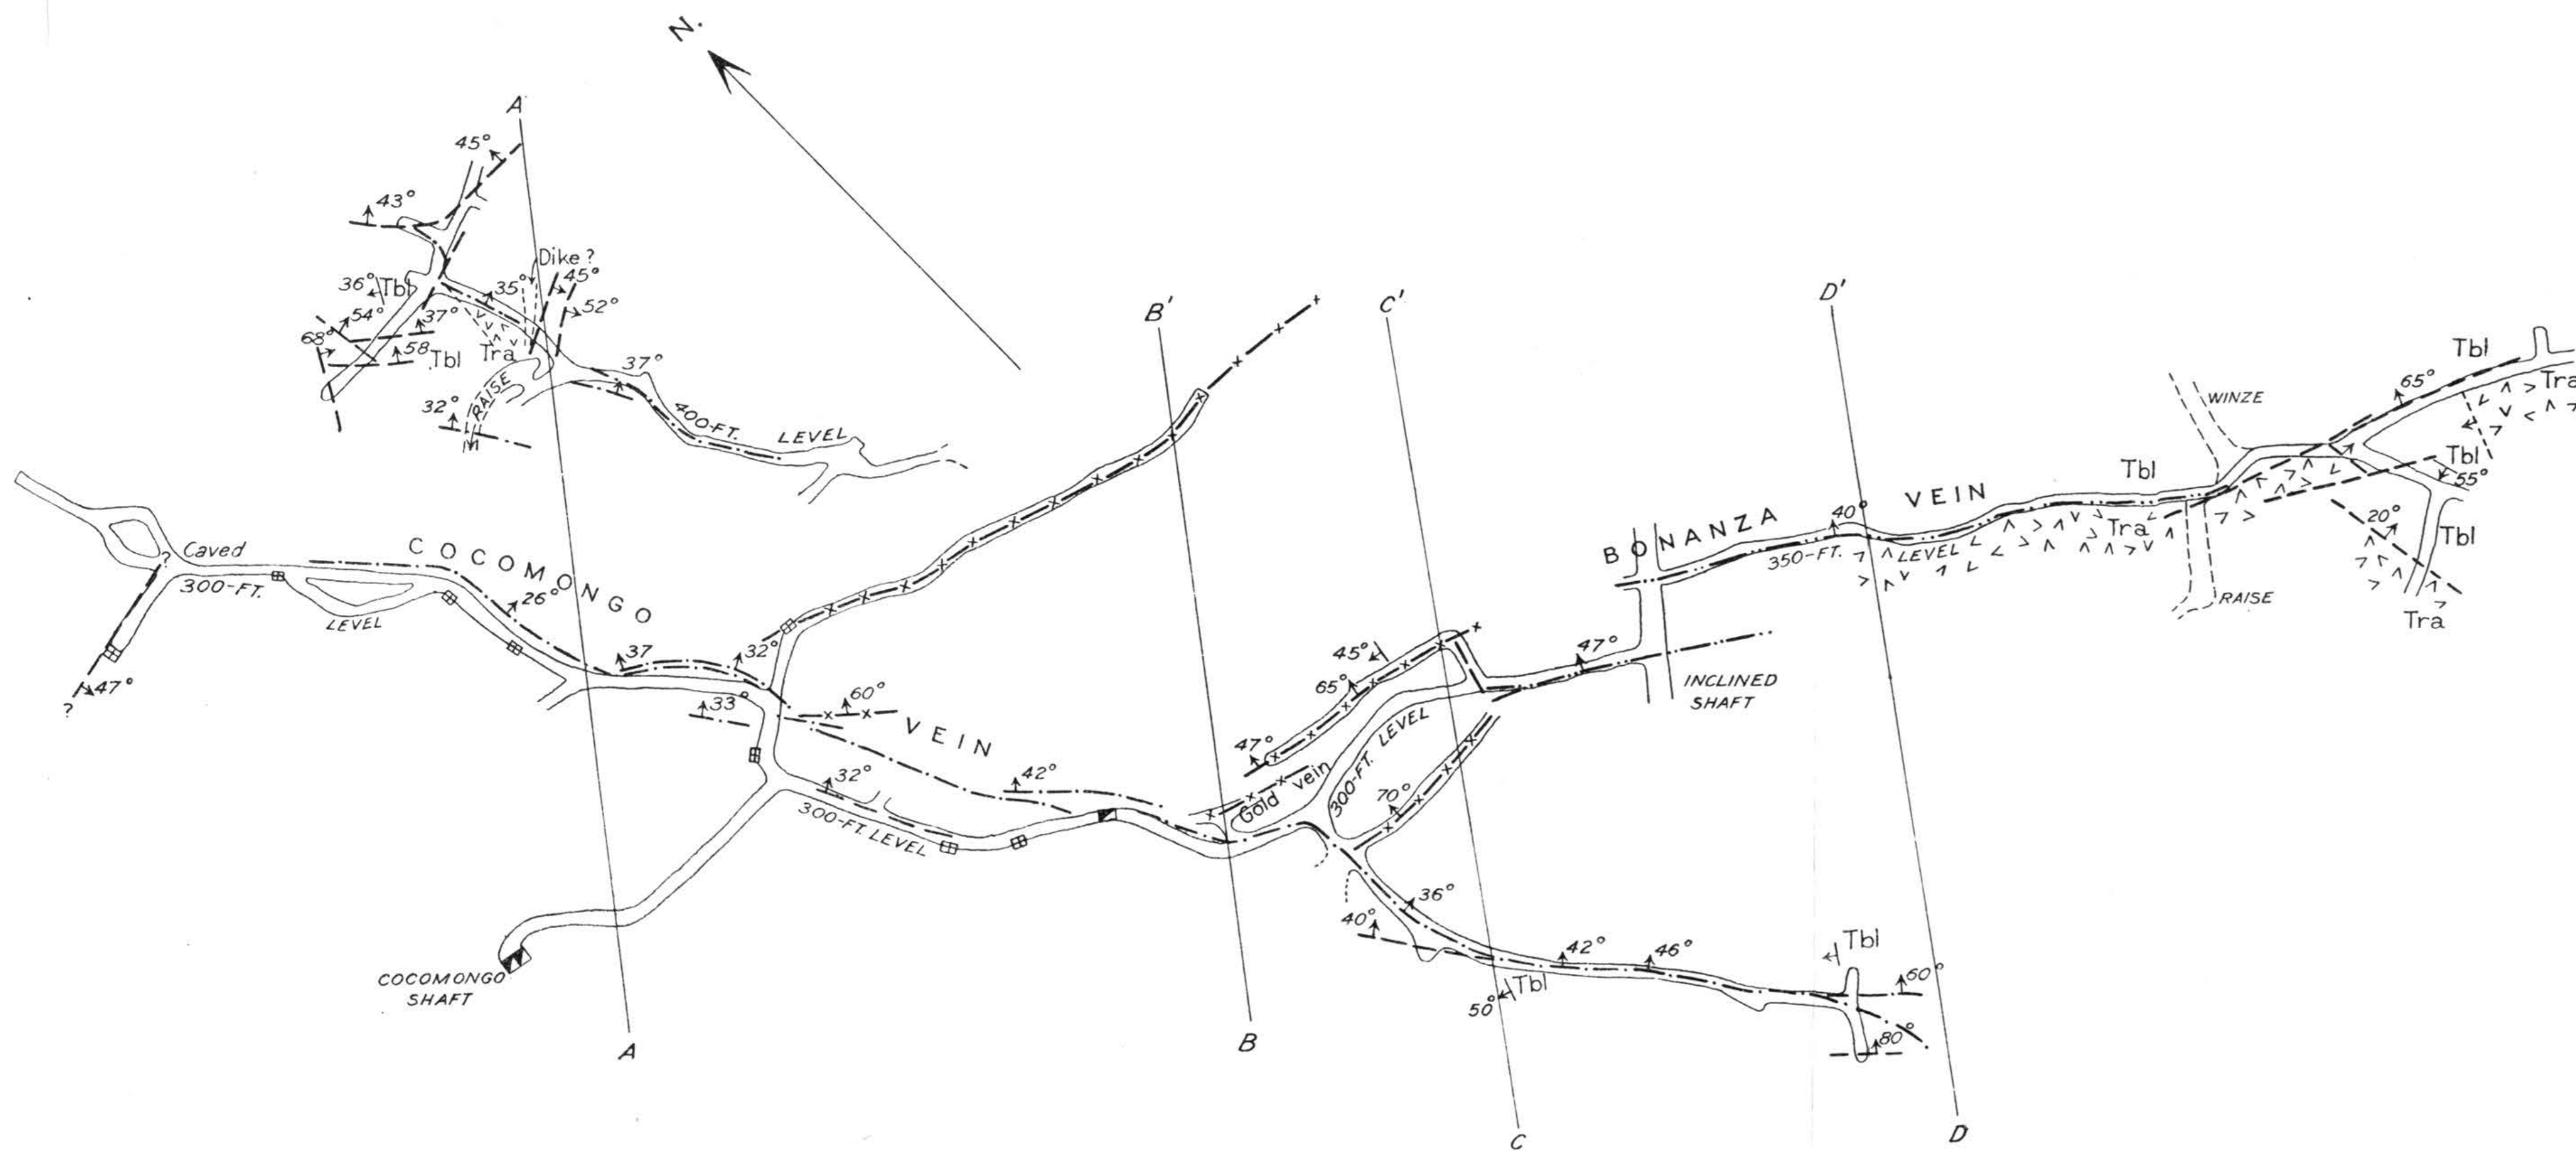 N.
A'
45°
43°
Dike?
36° Tbl
35°
45°
54°
37°
52°
68°
58
Tbl
Tra
37°
RAISE
32°
400-FT. LEVEL
B'
C'
D'
Tbl
Tra
65°
WINZE
Tbl
Tbl
55°
BONANZA VEIN
40°
Tra
20°
Tbl
350-FT. LEVEL
RAISE
Tra
?
Caved
300-FT.
LEVEL
COCOMONGO
26°
37
32°
47°
?
33°
60°
VEIN
45°
47°
65°
INCLINED
SHAFT
47°
Gold vein
300-FT. LEVEL
32°
42°
70°
300-FT. LEVEL
36°
40°
42°
46°
Tbl
60°
Tbl
50°
80°
COCOMONGO
SHAFT
A
B
C
D